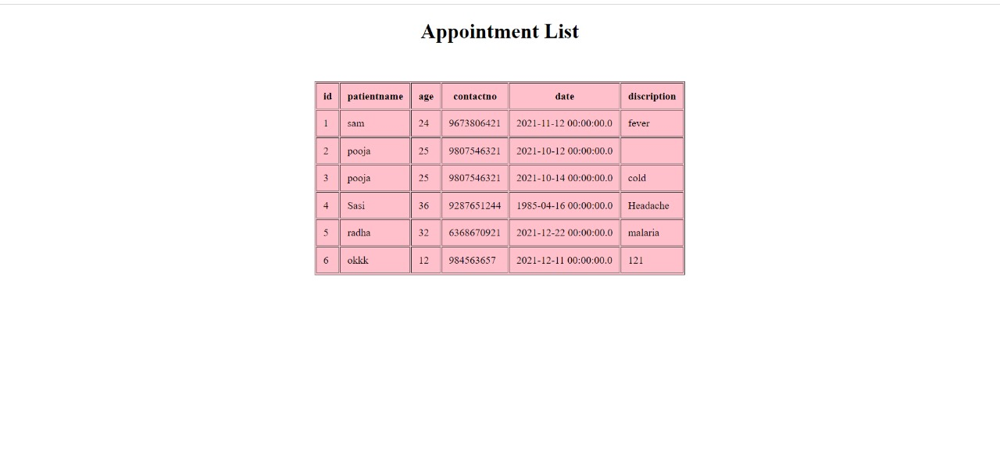 Appointment List
id patientname age contactno date discription
1 sam 24 9673806421 2021-11-12 00:00:00.0 fever
2 pooja 25 9807546321 2021-10-12 00:00:00.0
3 pooja 25 9807546321 2021-10-14 00:00:00.0 cold
4 Sasi 36 9287651244 1985-04-16 00:00:00.0 Headache
5 radha 32 6368670921 2021-12-22 00:00:00.0 malaria
6 okkk 12 984563657 2021-12-11 00:00:00.0 121